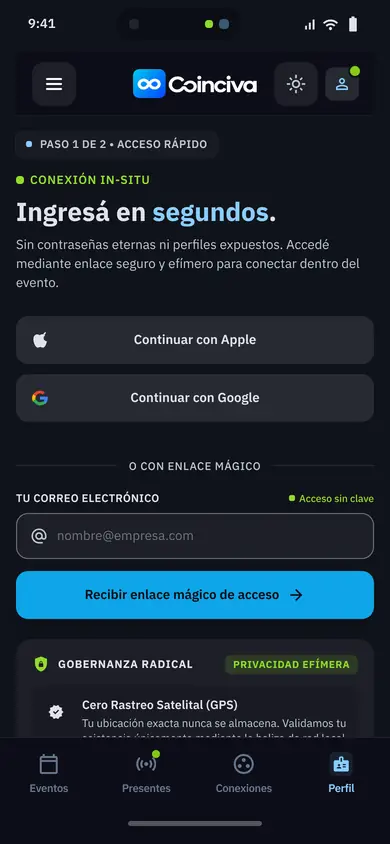 9:41
Coinciva
PASO 1 DE 2 • ACCESO RÁPIDO
CONEXIÓN IN-SITU
Ingresá en segundos.
Sin contraseñas eternas ni perfiles expuestos. Accedé
mediante enlace seguro y efímero para conectar dentro del
evento.
Continuar con Apple
Continuar con Google
O CON ENLACE MÁGICO
TU CORREO ELECTRÓNICO
Acceso sin clave
nombre@empresa.com
Recibir enlace mágico de acceso →
GOBERNANZA RADICAL
PRIVACIDAD EFÍMERA
Cero Rastreo Satelital (GPS)
Tu ubicación exacta nunca se almacena. Validamos tu
Eventos
Presentes
Conexiones
Perfil